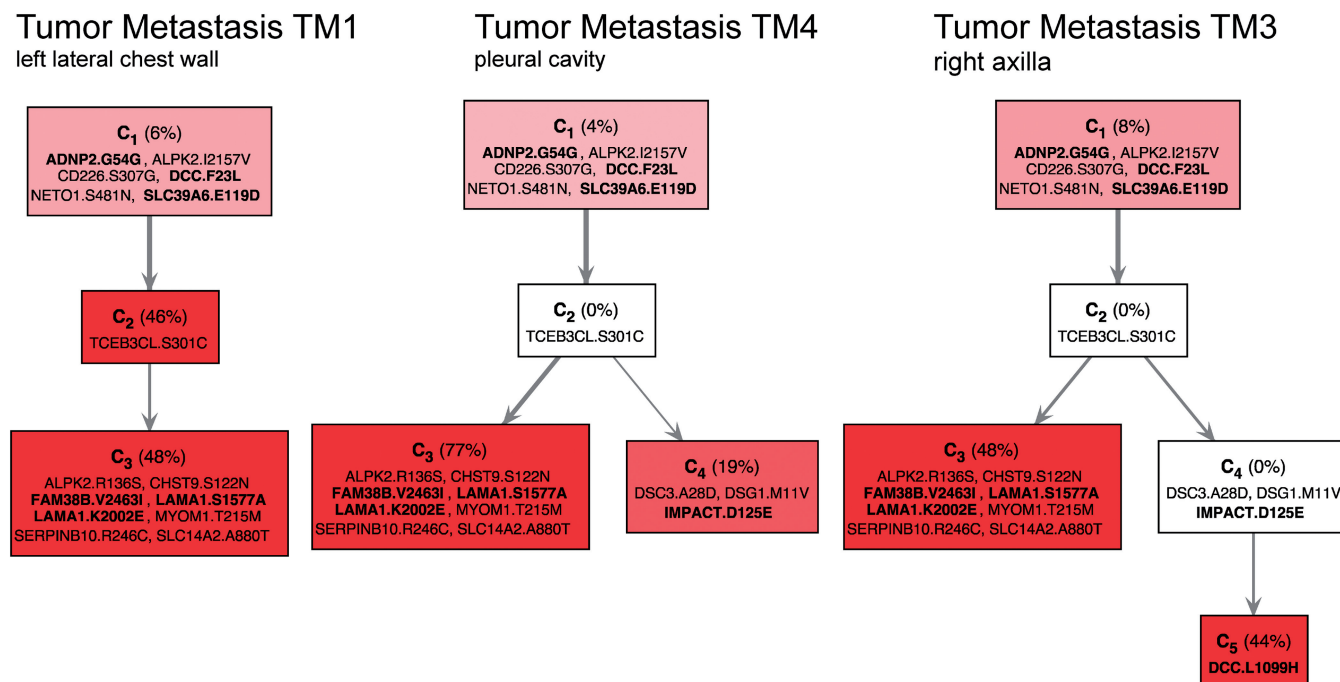 Tumor Metastasis TM1
left lateral chest wall
C1 (6%)
ADNP2.G54G , ALPK2.I2157V
CD226.S307G, DCC.F23L
NETO1.S481N, SLC39A6.E119D
C2 (46%)
TCEB3CL.S301C
C3 (48%)
ALPK2.R136S, CHST9.S122N
FAM38B.V2463I , LAMA1.S1577A
LAMA1.K2002E , MYOM1.T215M
SERPINB10.R246C, SLC14A2.A880T
Tumor Metastasis TM4
pleural cavity
C1 (4%)
ADNP2.G54G , ALPK2.I2157V
CD226.S307G, DCC.F23L
NETO1.S481N, SLC39A6.E119D
C2 (0%)
TCEB3CL.S301C
C3 (77%)
ALPK2.R136S, CHST9.S122N
FAM38B.V2463I , LAMA1.S1577A
LAMA1.K2002E , MYOM1.T215M
SERPINB10.R246C, SLC14A2.A880T
C4 (19%)
DSC3.A28D, DSG1.M11V
IMPACT.D125E
Tumor Metastasis TM3
right axilla
C1 (8%)
ADNP2.G54G , ALPK2.I2157V
CD226.S307G, DCC.F23L
NETO1.S481N, SLC39A6.E119D
C2 (0%)
TCEB3CL.S301C
C3 (48%)
ALPK2.R136S, CHST9.S122N
FAM38B.V2463I , LAMA1.S1577A
LAMA1.K2002E , MYOM1.T215M
SERPINB10.R246C, SLC14A2.A880T
C4 (0%)
DSC3.A28D, DSG1.M11V
IMPACT.D125E
C5 (44%)
DCC.L1099H